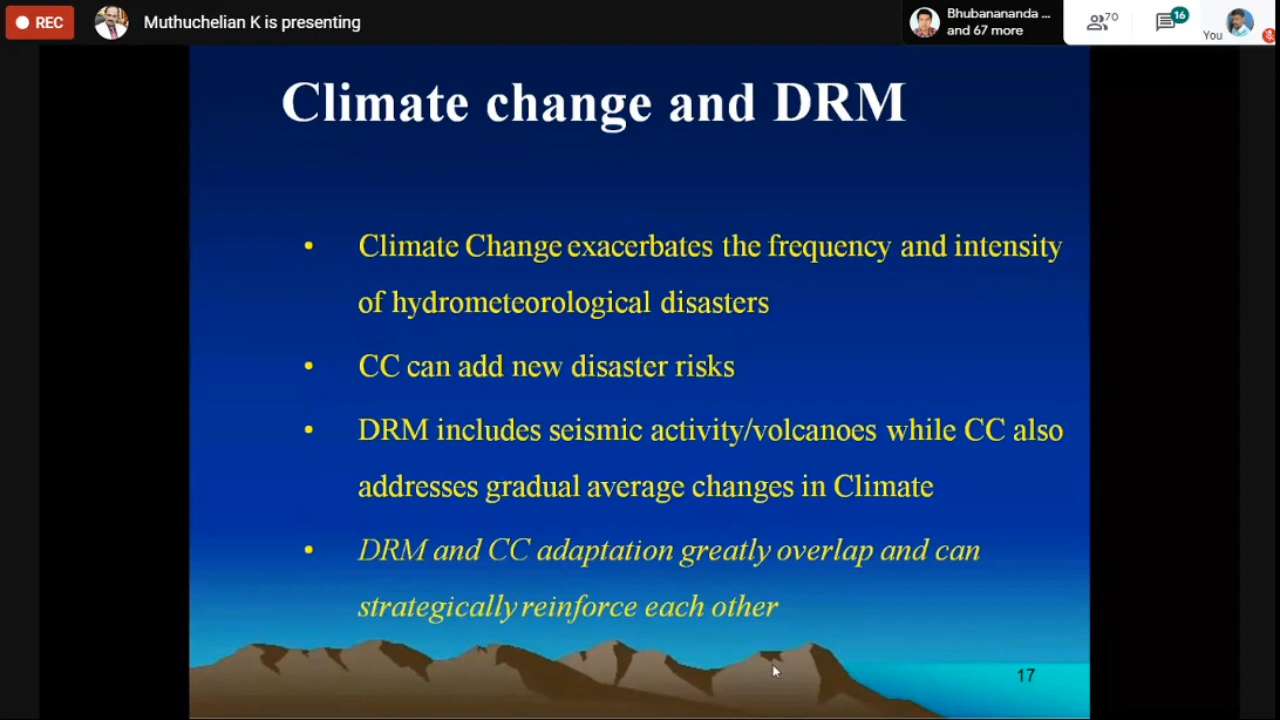 REC
Muthuchelian K is presenting
Bhubanananda ...
and 67 more
70
16
You
Climate change and DRM
• Climate Change exacerbates the frequency and intensity
of hydrometeorological disasters
• CC can add new disaster risks
• DRM includes seismic activity/volcanoes while CC also
addresses gradual average changes in Climate
• DRM and CC adaptation greatly overlap and can
strategically reinforce each other
17